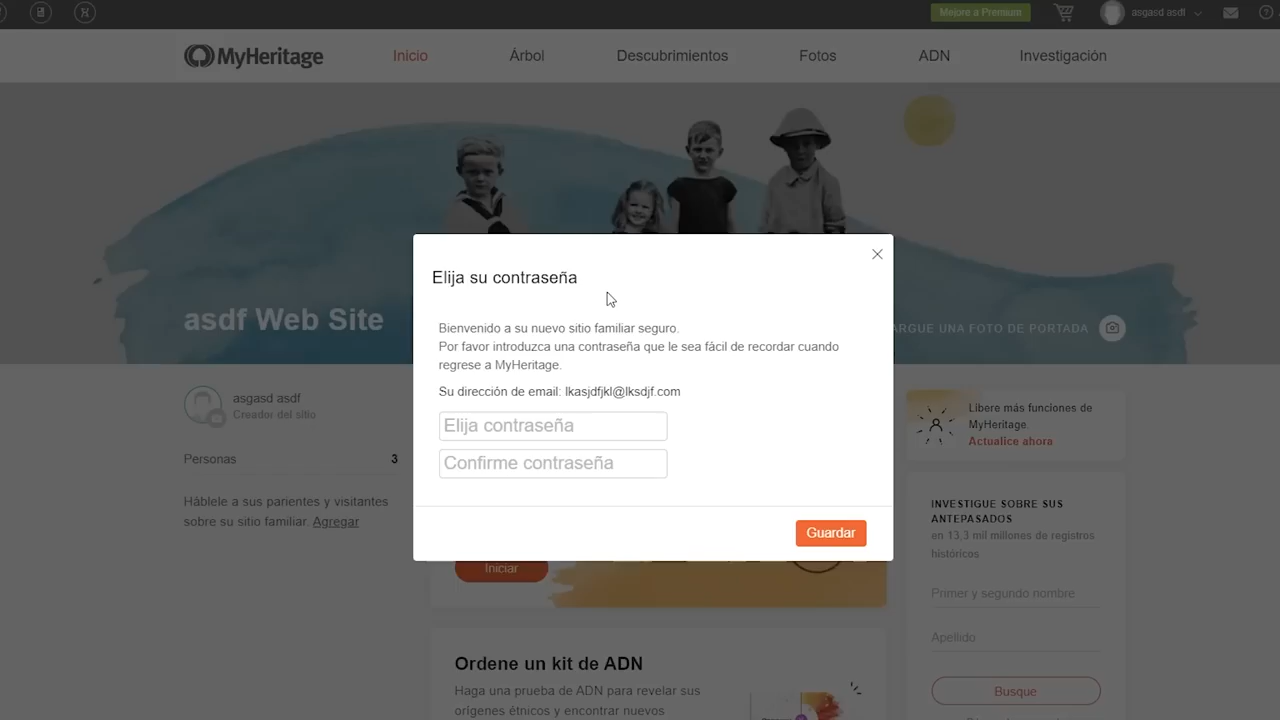 Mejore a Premium
asgasd asdf
MyHeritage
Inicio
Árbol
Descubrimientos
Fotos
ADN
Investigación
asdf Web Site
ARGUE UNA FOTO DE PORTADA
Elija su contraseña
Bienvenido a su nuevo sitio familiar seguro.
Por favor introduzca una contraseña que le sea fácil de recordar cuando
regrese a MyHeritage.
Su dirección de email: lkasjdfjkl@lksdjf.com
Elija contraseña
Confirme contraseña
Guardar
asgasd asdf
Creador del sitio
Personas 3
Háblele a sus parientes y visitantes
sobre su sitio familiar. Agregar
Iniciar
Ordene un kit de ADN
Haga una prueba de ADN para revelar sus
orígenes étnicos y encontrar nuevos
Libere más funciones de
MyHeritage.
Actualice ahora
INVESTIGUE SOBRE SUS
ANTEPASADOS
en 13,3 mil millones de registros
históricos
Primer y segundo nombre
Apellido
Busque